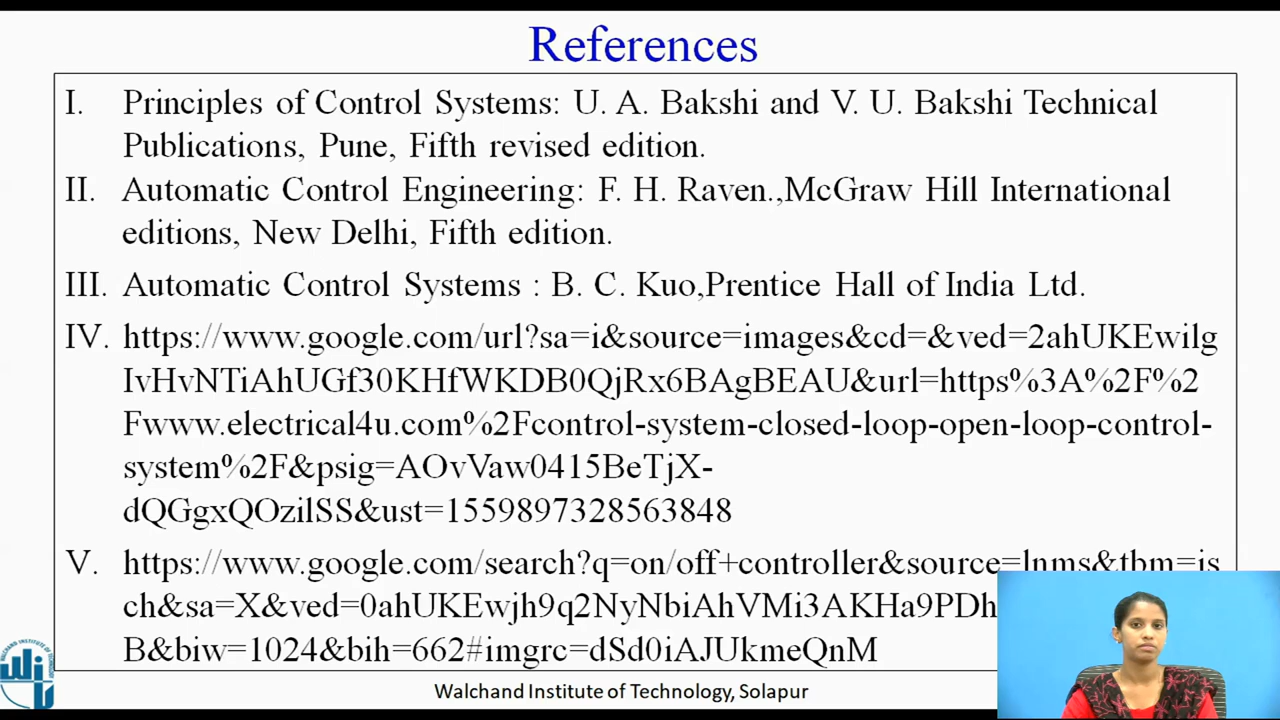 References
I. Principles of Control Systems: U. A. Bakshi and V. U. Bakshi Technical
Publications, Pune, Fifth revised edition.
II. Automatic Control Engineering: F. H. Raven.,McGraw Hill International
editions, New Delhi, Fifth edition.
III. Automatic Control Systems : B. C. Kuo,Prentice Hall of India Ltd.
IV. https://www.google.com/url?sa=i&source=images&cd=&ved=2ahUKEwilg
IvHvNTiAhUGf30KHfWKDB0QjRx6BAgBEAU&url=https%3A%2F%2
Fwww.electrical4u.com%2Fcontrol-system-closed-loop-open-loop-control-
system%2F&psig=AOvVaw0415BeTjX-
dQGgxQOzilSS&ust=1559897328563848
V. https://www.google.com/search?q=on/off+controller&source=lnms&tbm=is
ch&sa=X&ved=0ahUKEwjh9q2NyNbiAhVMi3AKHa9PDh
B&biw=1024&bih=662#imgrc=dSd0iAJUkmeQnM
Walchand Institute of Technology, Solapur